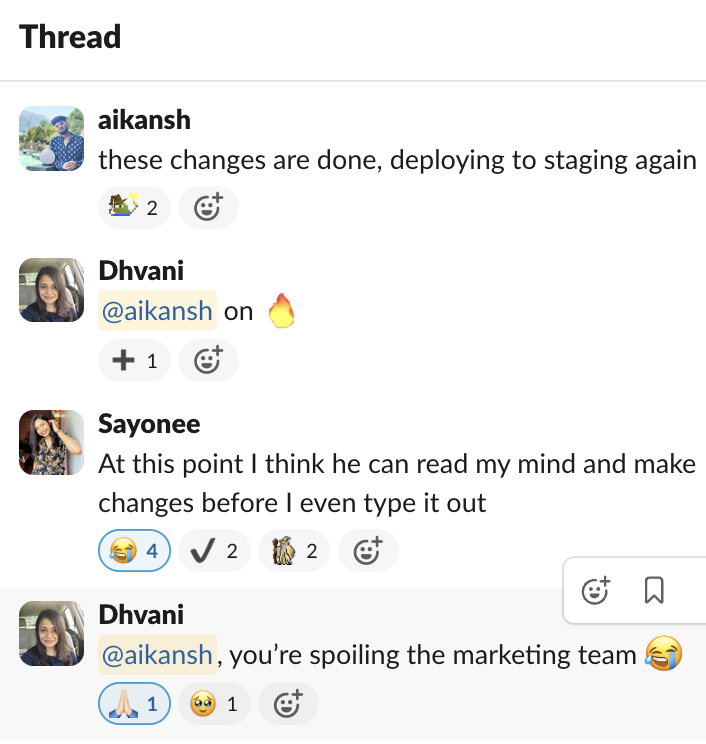 Thread
aikansh
these changes are done, deploying to staging again
2
Dhvani
@aikansh on 🔥
1
Sayonee
At this point I think he can read my mind and make
changes before I even type it out
😂 4 ✔ 2 2
Dhvani
@aikansh, you’re spoiling the marketing team 😂
🙏🏻 1 🥹 1